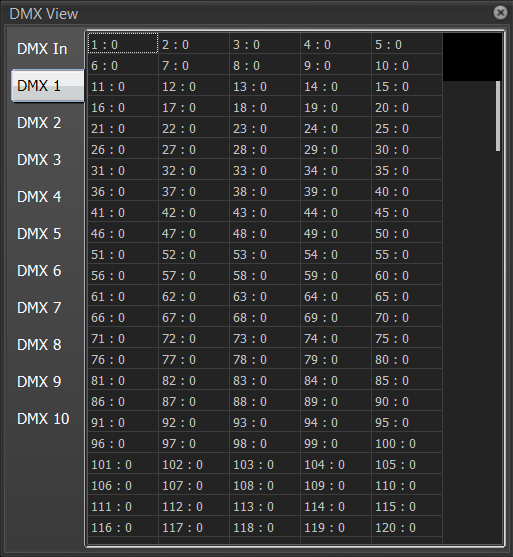 DMX View
DMX In
DMX 1
DMX 2
DMX 3
DMX 4
DMX 5
DMX 6
DMX 7
DMX 8
DMX 9
DMX 10
1 : 0 2 : 0 3 : 0 4 : 0 5 : 0
6 : 0 7 : 0 8 : 0 9 : 0 10 : 0
11 : 0 12 : 0 13 : 0 14 : 0 15 : 0
16 : 0 17 : 0 18 : 0 19 : 0 20 : 0
21 : 0 22 : 0 23 : 0 24 : 0 25 : 0
26 : 0 27 : 0 28 : 0 29 : 0 30 : 0
31 : 0 32 : 0 33 : 0 34 : 0 35 : 0
36 : 0 37 : 0 38 : 0 39 : 0 40 : 0
41 : 0 42 : 0 43 : 0 44 : 0 45 : 0
46 : 0 47 : 0 48 : 0 49 : 0 50 : 0
51 : 0 52 : 0 53 : 0 54 : 0 55 : 0
56 : 0 57 : 0 58 : 0 59 : 0 60 : 0
61 : 0 62 : 0 63 : 0 64 : 0 65 : 0
66 : 0 67 : 0 68 : 0 69 : 0 70 : 0
71 : 0 72 : 0 73 : 0 74 : 0 75 : 0
76 : 0 77 : 0 78 : 0 79 : 0 80 : 0
81 : 0 82 : 0 83 : 0 84 : 0 85 : 0
86 : 0 87 : 0 88 : 0 89 : 0 90 : 0
91 : 0 92 : 0 93 : 0 94 : 0 95 : 0
96 : 0 97 : 0 98 : 0 99 : 0 100 : 0
101 : 0 102 : 0 103 : 0 104 : 0 105 : 0
106 : 0 107 : 0 108 : 0 109 : 0 110 : 0
111 : 0 112 : 0 113 : 0 114 : 0 115 : 0
116 : 0 117 : 0 118 : 0 119 : 0 120 : 0